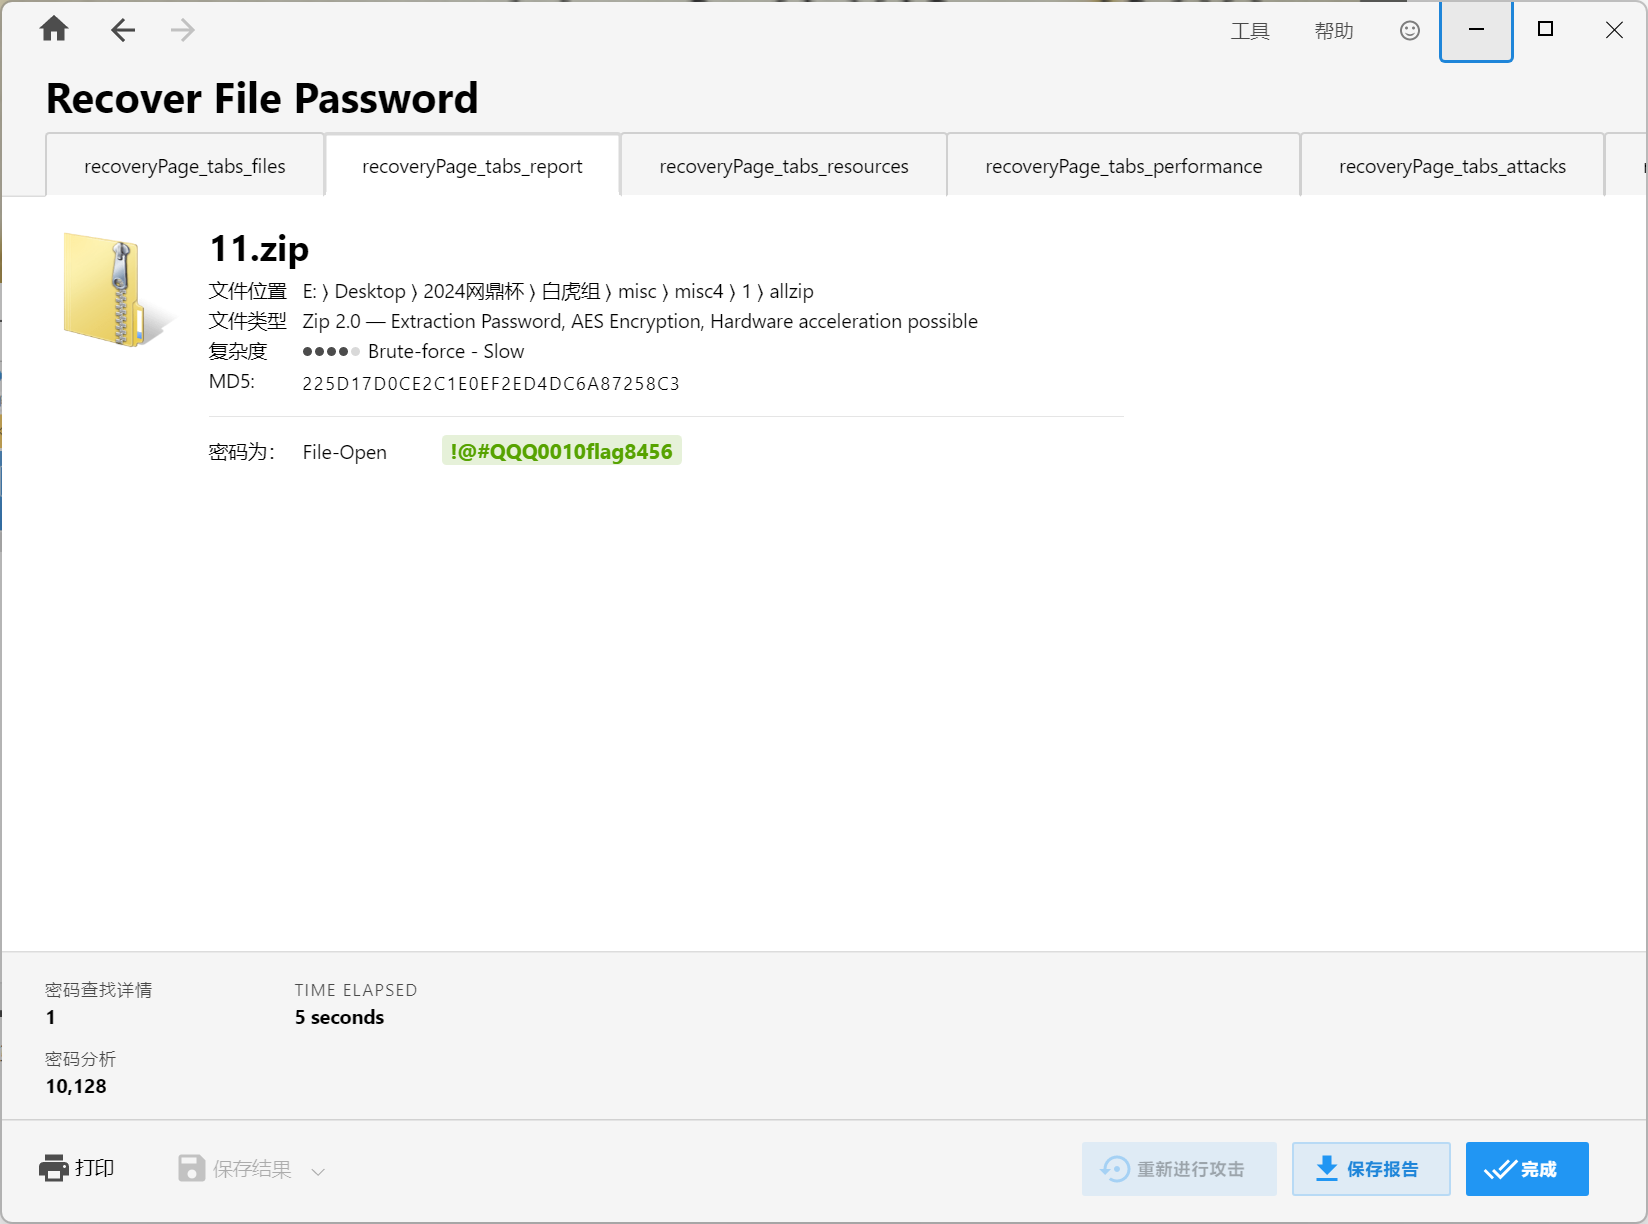 工具 帮助
Recover File Password
recoveryPage_tabs_files recoveryPage_tabs_report recoveryPage_tabs_resources recoveryPage_tabs_performance recoveryPage_tabs_attacks
11.zip
文件位置 E: ⟩ Desktop ⟩ 2024网鼎杯 ⟩ 白虎组 ⟩ misc ⟩ misc4 ⟩ 1 ⟩ allzip
文件类型 Zip 2.0 — Extraction Password, AES Encryption, Hardware acceleration possible
复杂度 Brute-force - Slow
MD5: 225D17D0CE2C1E0EF2ED4DC6A87258C3
密码为: File-Open !@#QQQ0010flag8456
密码查找详情 TIME ELAPSED
1 5 seconds
密码分析
10,128
打印 保存结果 重新进行攻击 保存报告 完成